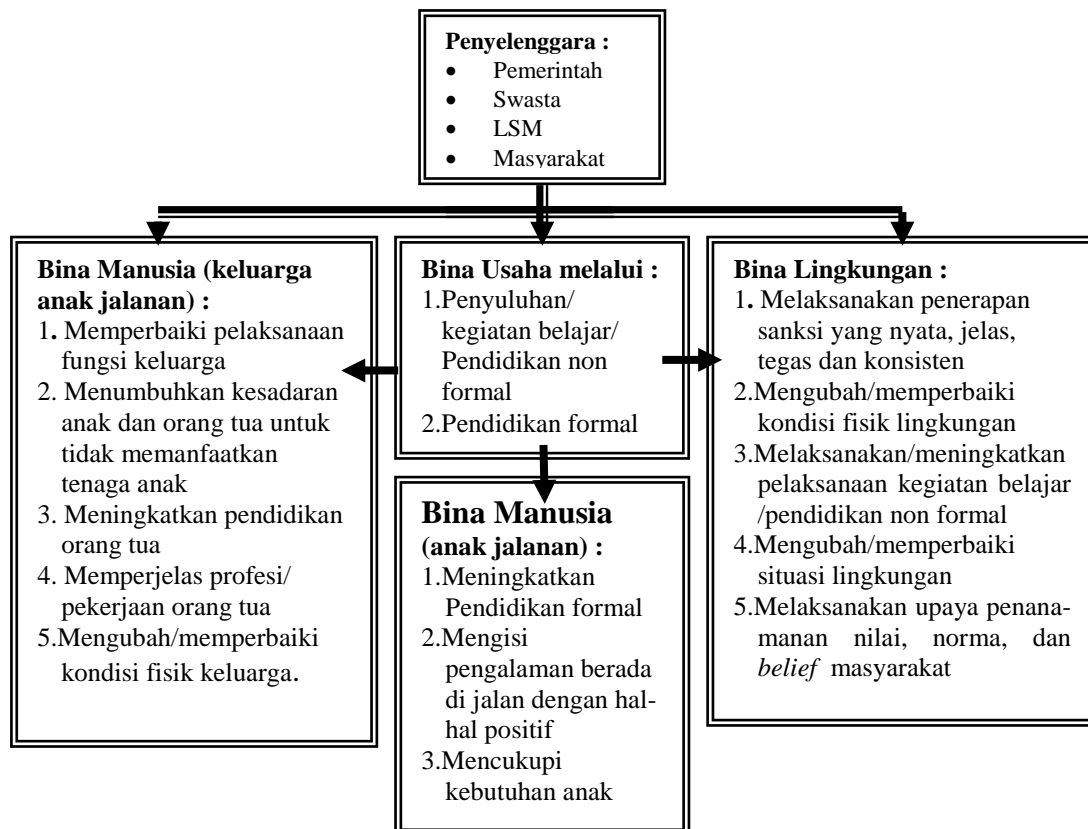 Penyelenggara :
• Pemerintah
• Swasta
• LSM
• Masyarakat
Bina Manusia (keluarga
anak jalanan) :
1. Memperbaiki pelaksanaan
fungsi keluarga
2. Menumbuhkan kesadaran
anak dan orang tua untuk
tidak memanfaatkan
tenaga anak
3. Meningkatkan pendidikan
orang tua
4. Memperjelas profesi/
pekerjaan orang tua
5.Mengubah/memperbaiki
kondisi fisik keluarga.
Bina Usaha melalui :
1.Penyuluhan/
kegiatan belajar/
Pendidikan non
formal
2.Pendidikan formal
Bina Manusia
(anak jalanan) :
1.Meningkatkan
Pendidikan formal
2.Mengisi
pengalaman berada
di jalan dengan hal-
hal positif
3.Mencukupi
kebutuhan anak
Bina Lingkungan :
1. Melaksanakan penerapan
sanksi yang nyata, jelas,
tegas dan konsisten
2.Mengubah/memperbaiki
kondisi fisik lingkungan
3.Melaksanakan/meningkatkan
pelaksanaan kegiatan belajar
/pendidikan non formal
4.Mengubah/memperbaiki
situasi lingkungan
5.Melaksanakan upaya penana-
manan nilai, norma, dan
belief masyarakat